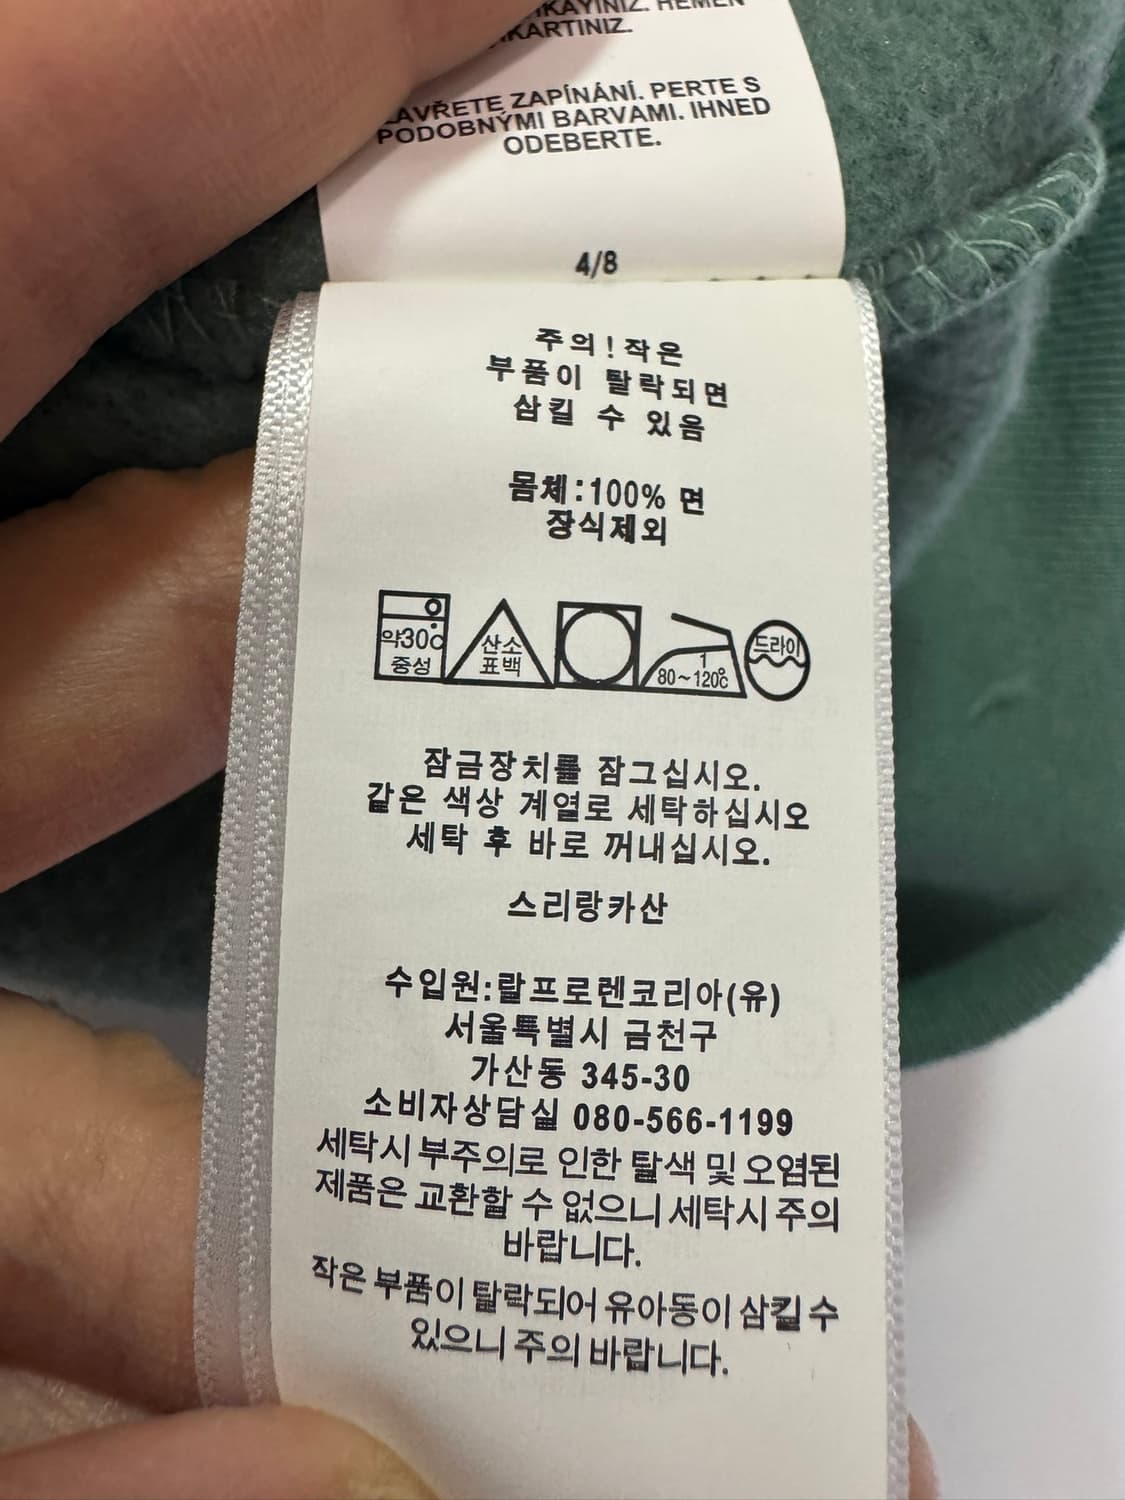 HEMEN
ZAVŘETE ZAPÍNÁNÍ. PERTE S
PODOBNÝMI BARVAMI. IHNED
ODEBERTE.
4/8
주의!작은
부품이 탈락되면
삼킬 수 있음
몸체:100% 면
장식제외
약30℃
중성
산소
표백
1
80~120℃
드라이
잠금장치를 잠그십시오.
같은 색상 계열로 세탁하십시오
세탁 후 바로 꺼내십시오.
스리랑카산
수입원:랄프로렌코리아(유)
서울특별시 금천구
가산동 345-30
소비자상담실 080-566-1199
세탁시 부주의로 인한 탈색 및 오염된
제품은 교환할 수 없으니 세탁시 주의
바랍니다.
작은 부품이 탈락되어 유아동이 삼킬 수
있으니 주의 바랍니다.